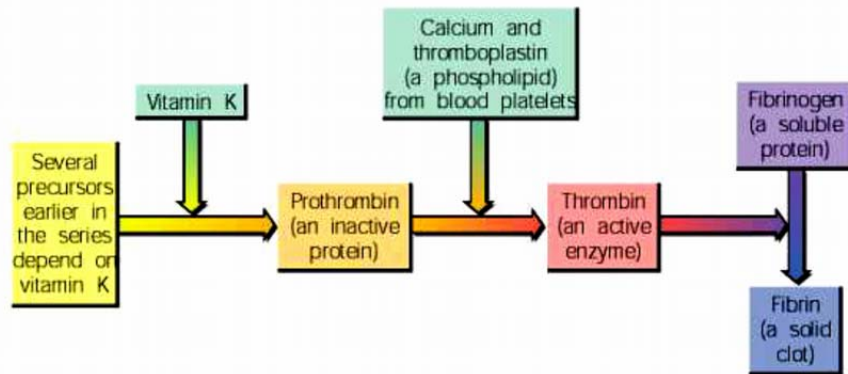 Calcium and
thromboplastin
(a phospholipid)
from blood platelets
Vitamin K
Fibrinogen
(a soluble
protein)
Several
precursors
earlier in
the series
depend on
vitamin K
Prothrombin
(an inactive
protein)
Thrombin
(an active
enzyme)
Fibrin
(a solid
clot)